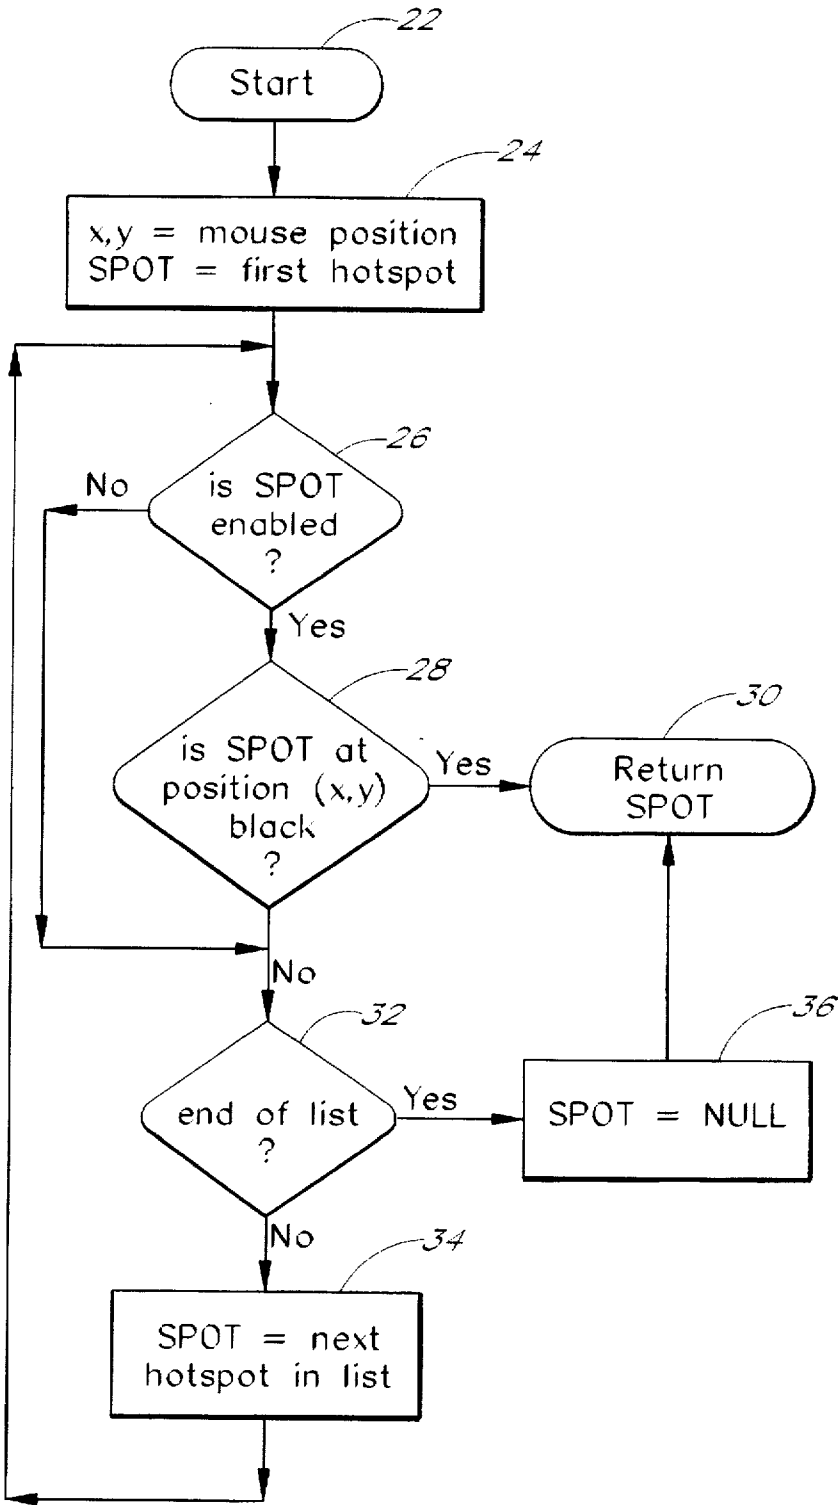 22
Start
24
x,y = mouse position
SPOT = first hotspot
26
No
is SPOT
enabled
?
Yes
28
is SPOT at
position (x,y)
black
?
Yes
30
Return
SPOT
No
32
end of list
?
Yes
36
SPOT = NULL
No
34
SPOT = next
hotspot in list